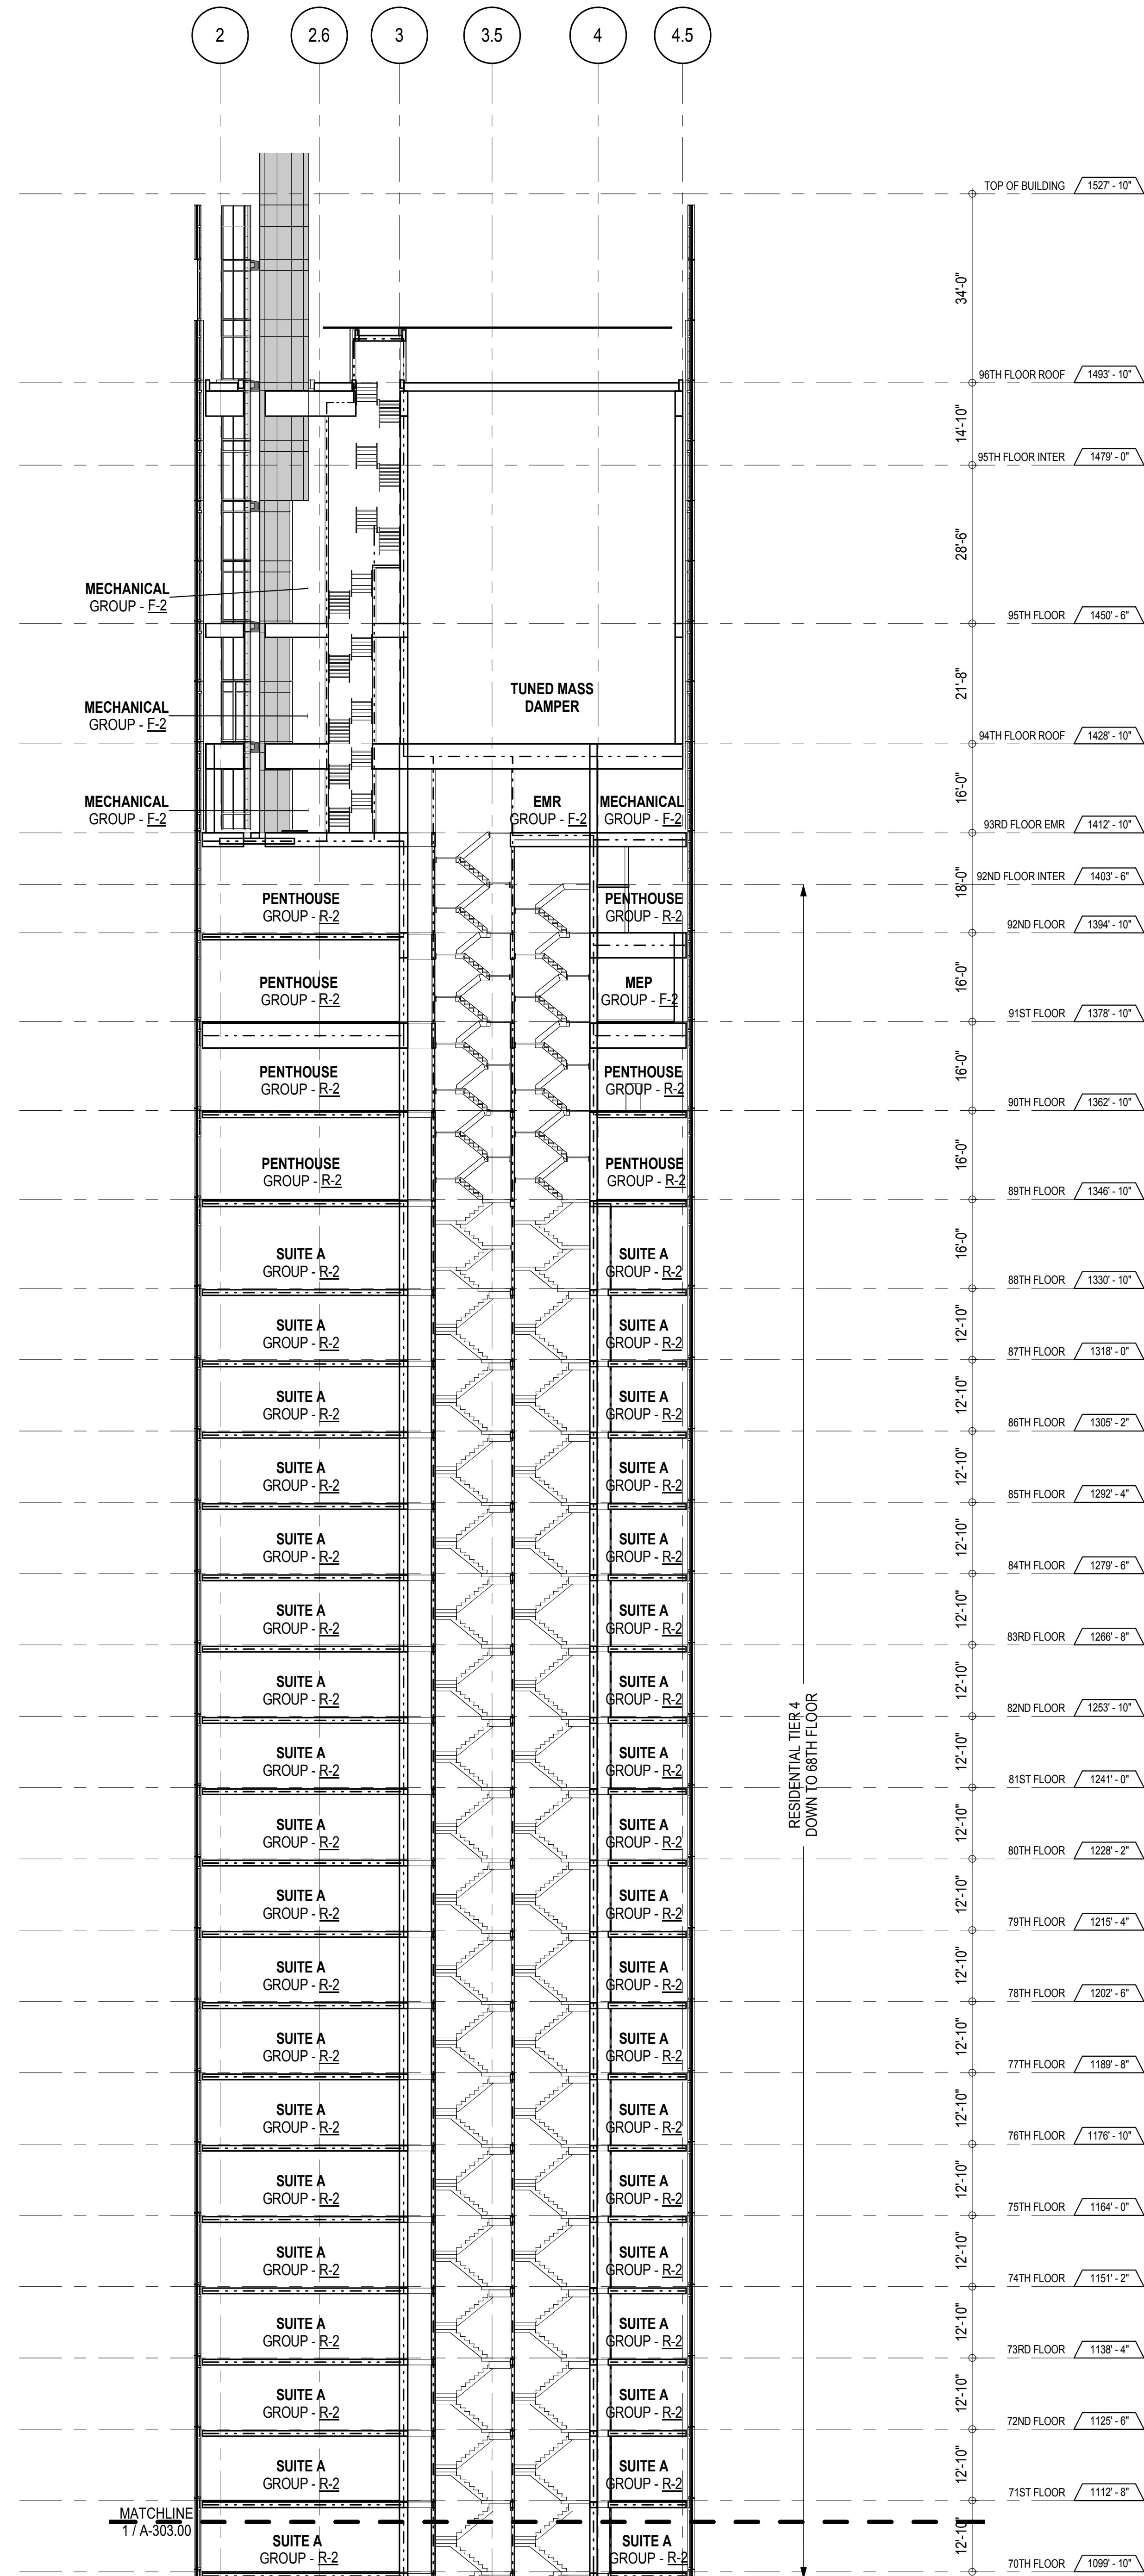 2
2.6
3
3.5
4
4.5
TOP OF BUILDING
1527' - 10"
34'-0"
96TH FLOOR ROOF
1493' - 10"
14'-10"
95TH FLOOR INTER
1479' - 0"
28'-6"
MECHANICAL
GROUP - F-2
95TH FLOOR
1450' - 6"
21'-8"
TUNED MASS
DAMPER
MECHANICAL
GROUP - F-2
94TH FLOOR ROOF
1428' - 10"
16'-0"
MECHANICAL
GROUP - F-2
EMR
GROUP - F-2
MECHANICAL
GROUP - F-2
93RD FLOOR EMR
1412' - 10"
18'-0"
92ND FLOOR INTER
1403' - 6"
PENTHOUSE
GROUP - R-2
PENTHOUSE
GROUP - R-2
92ND FLOOR
1394' - 10"
16'-0"
PENTHOUSE
GROUP - R-2
MEP
GROUP - F-2
91ST FLOOR
1378' - 10"
16'-0"
PENTHOUSE
GROUP - R-2
PENTHOUSE
GROUP - R-2
90TH FLOOR
1362' - 10"
16'-0"
PENTHOUSE
GROUP - R-2
PENTHOUSE
GROUP - R-2
89TH FLOOR
1346' - 10"
16'-0"
SUITE A
GROUP - R-2
SUITE A
GROUP - R-2
88TH FLOOR
1330' - 10"
12'-10"
SUITE A
GROUP - R-2
SUITE A
GROUP - R-2
87TH FLOOR
1318' - 0"
12'-10"
SUITE A
GROUP - R-2
SUITE A
GROUP - R-2
86TH FLOOR
1305' - 2"
12'-10"
SUITE A
GROUP - R-2
SUITE A
GROUP - R-2
85TH FLOOR
1292' - 4"
12'-10"
SUITE A
GROUP - R-2
SUITE A
GROUP - R-2
84TH FLOOR
1279' - 6"
12'-10"
SUITE A
GROUP - R-2
SUITE A
GROUP - R-2
83RD FLOOR
1266' - 8"
12'-10"
SUITE A
GROUP - R-2
SUITE A
GROUP - R-2
RESIDENTIAL TIER 4
DOWN TO 68TH FLOOR
82ND FLOOR
1253' - 10"
12'-10"
SUITE A
GROUP - R-2
SUITE A
GROUP - R-2
81ST FLOOR
1241' - 0"
12'-10"
SUITE A
GROUP - R-2
SUITE A
GROUP - R-2
80TH FLOOR
1228' - 2"
12'-10"
SUITE A
GROUP - R-2
SUITE A
GROUP - R-2
79TH FLOOR
1215' - 4"
12'-10"
SUITE A
GROUP - R-2
SUITE A
GROUP - R-2
78TH FLOOR
1202' - 6"
12'-10"
SUITE A
GROUP - R-2
SUITE A
GROUP - R-2
77TH FLOOR
1189' - 8"
12'-10"
SUITE A
GROUP - R-2
SUITE A
GROUP - R-2
76TH FLOOR
1176' - 10"
12'-10"
SUITE A
GROUP - R-2
SUITE A
GROUP - R-2
75TH FLOOR
1164' - 0"
12'-10"
SUITE A
GROUP - R-2
SUITE A
GROUP - R-2
74TH FLOOR
1151' - 2"
12'-10"
SUITE A
GROUP - R-2
SUITE A
GROUP - R-2
73RD FLOOR
1138' - 4"
12'-10"
SUITE A
GROUP - R-2
SUITE A
GROUP - R-2
72ND FLOOR
1125' - 6"
12'-10"
SUITE A
GROUP - R-2
SUITE A
GROUP - R-2
71ST FLOOR
1112' - 8"
MATCHLINE
1 / A-303.00
12'-10"
SUITE A
GROUP - R-2
SUITE A
GROUP - R-2
70TH FLOOR
1099' - 10"